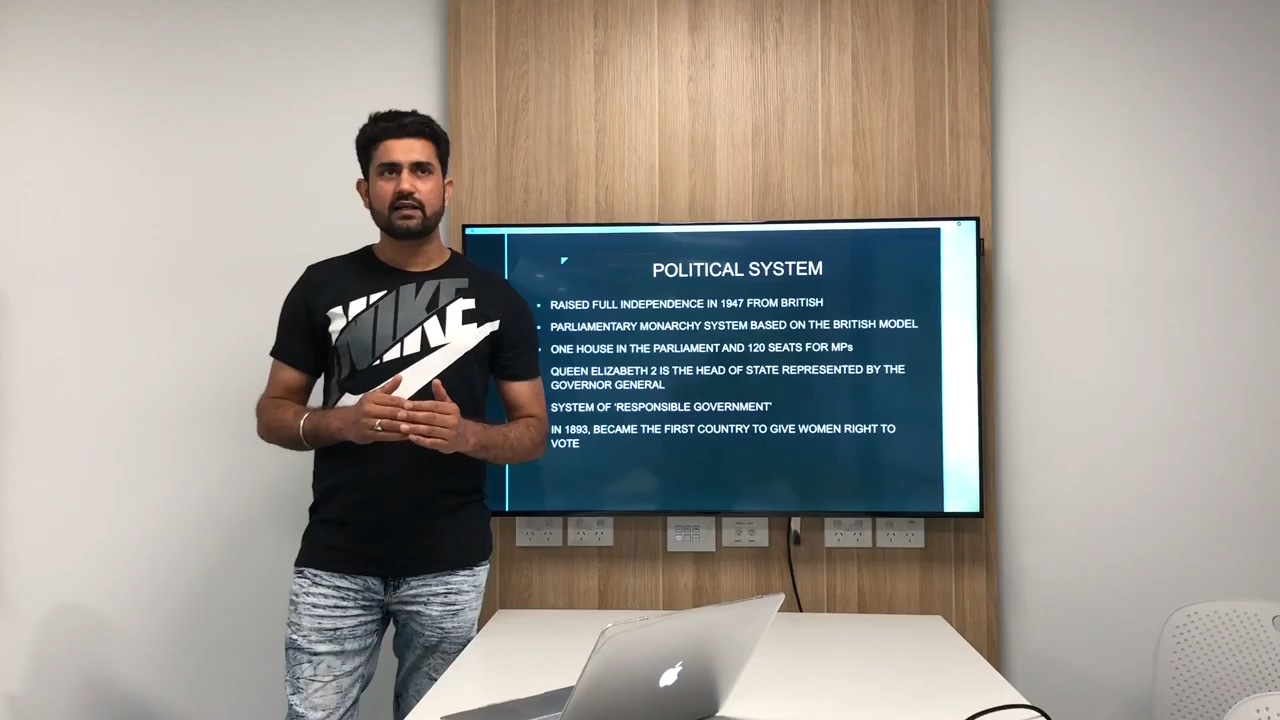 NIKE
NIKE
POLITICAL SYSTEM
RAISED FULL INDEPENDENCE IN 1947 FROM BRITISH
PARLIAMENTARY MONARCHY SYSTEM BASED ON THE BRITISH MODEL
ONE HOUSE IN THE PARLIAMENT AND 120 SEATS FOR MPs
QUEEN ELIZABETH 2 IS THE HEAD OF STATE REPRESENTED BY THE
GOVERNOR GENERAL
SYSTEM OF 'RESPONSIBLE GOVERNMENT'
IN 1893, BECAME THE FIRST COUNTRY TO GIVE WOMEN RIGHT TO
VOTE